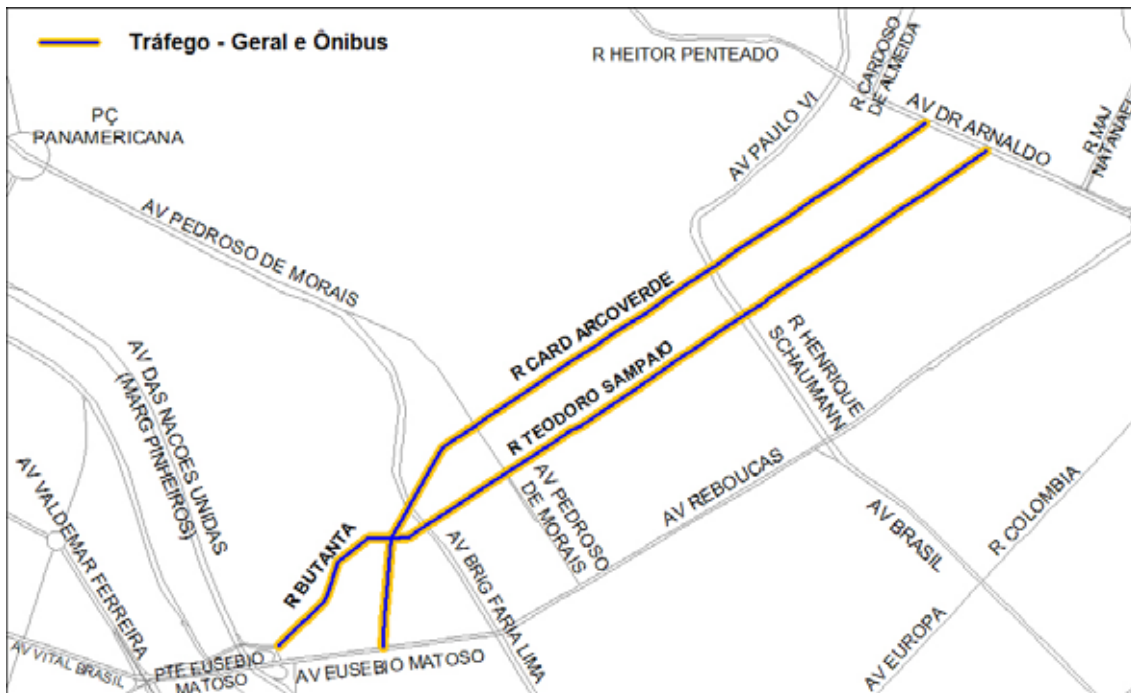 Tráfego - Geral e Ônibus
R HEITOR PENTEADO
R CARDOSO
DE ALMEIDA
AV DR ARNALDO
R MAJ
NATANAEL
PÇ
PANAMERICANA
AV PAULO VI
AV PEDROSO DE MORAIS
R CARD ARCOVERDE
R TEODORO SAMPAIO
R HENRIQUE
SCHAUMANN
AV DAS NACOES UNIDAS
(MARG PINHEIROS)
AV VALDEMAR FERREIRA
AV PEDROSO
DE MORAIS
AV REBOUCAS
AV BRASIL
R COLOMBIA
R BUTANTA
AV BRIG FARIA LIMA
AV EUROPA
AV VITAL BRASIL
PTE EUSEBIO
MATOSO
AV EUSEBIO MATOSO